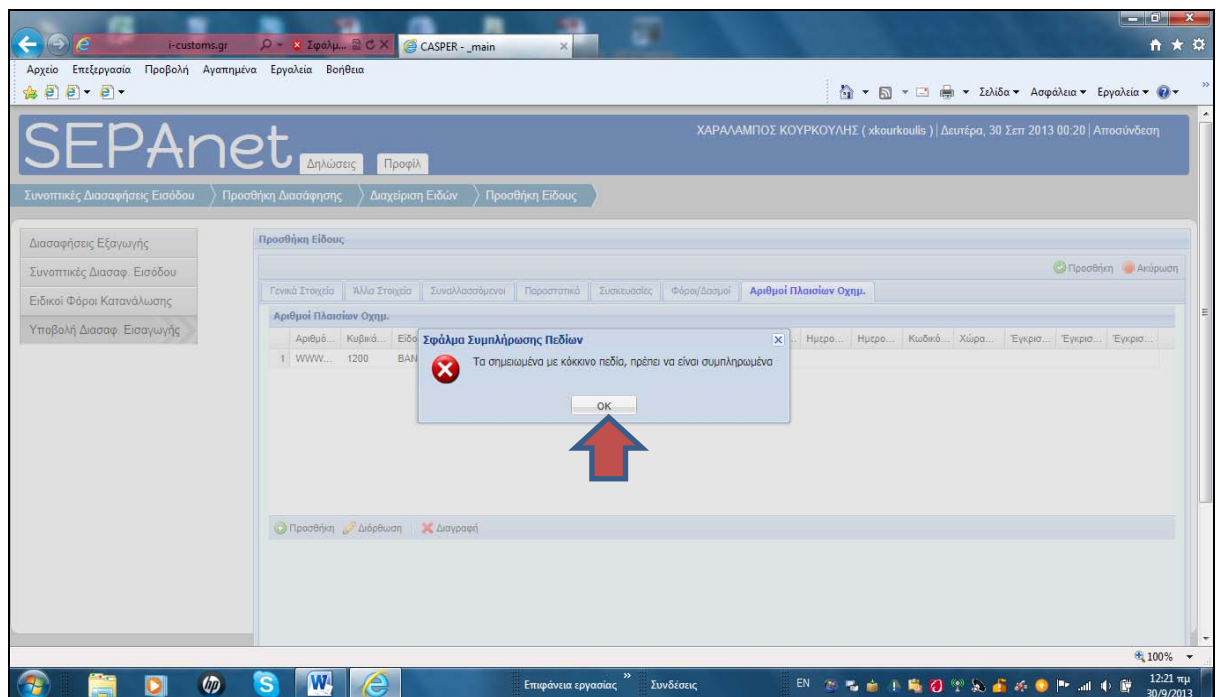 i-customs.gr
Σφάλμ...
CASPER - _main
Αρχείο Επεξεργασία Προβολή Αγαπημένα Εργαλεία Βοήθεια
Σελίδα Ασφάλεια Εργαλεία
SEPAnet
Δηλώσεις Προφίλ
ΧΑΡΑΛΑΜΠΟΣ ΚΟΥΡΚΟΥΛΗΣ ( xkourkoulis ) | Δευτέρα, 30 Σεπ 2013 00:20 | Αποσύνδεση
Συνοπτικές Διασαφήσεις Εισόδου Προσθήκη Διασάφησης Διαχείριση Ειδών Προσθήκη Είδους
Διασαφήσεις Εξαγωγής
Συνοπτικές Διασαφ. Εισόδου
Ειδικοί Φόροι Κατανάλωσης
Υποβολή Διασαφ. Εισαγωγής
Προσθήκη Είδους
Προσθήκη Ακύρωση
Γενικά Στοιχεία Άλλα Στοιχεία Συναλλασσόμενοι Παραστατικά Συσκευασίες Φόροι/Δασμοί Αριθμοί Πλαισίων Οχημ.
Αριθμοί Πλαισίων Οχημ.
Αριθμό... Κυβικά... Είδο Ημερο... Ημερο... Κωδικό... Χώρα... Έγκρισ... Έγκρισ... Έγκρισ...
1 WWW... 1200 BAN
Σφάλμα Συμπλήρωσης Πεδίων
Τα σημειωμένα με κόκκινο πεδία, πρέπει να είναι συμπληρωμένα
OK
Προσθήκη Διόρθωση Διαγραφή
100%
Επιφάνεια εργασίας Συνδέσεις EN 12:21 πμ
30/9/2013